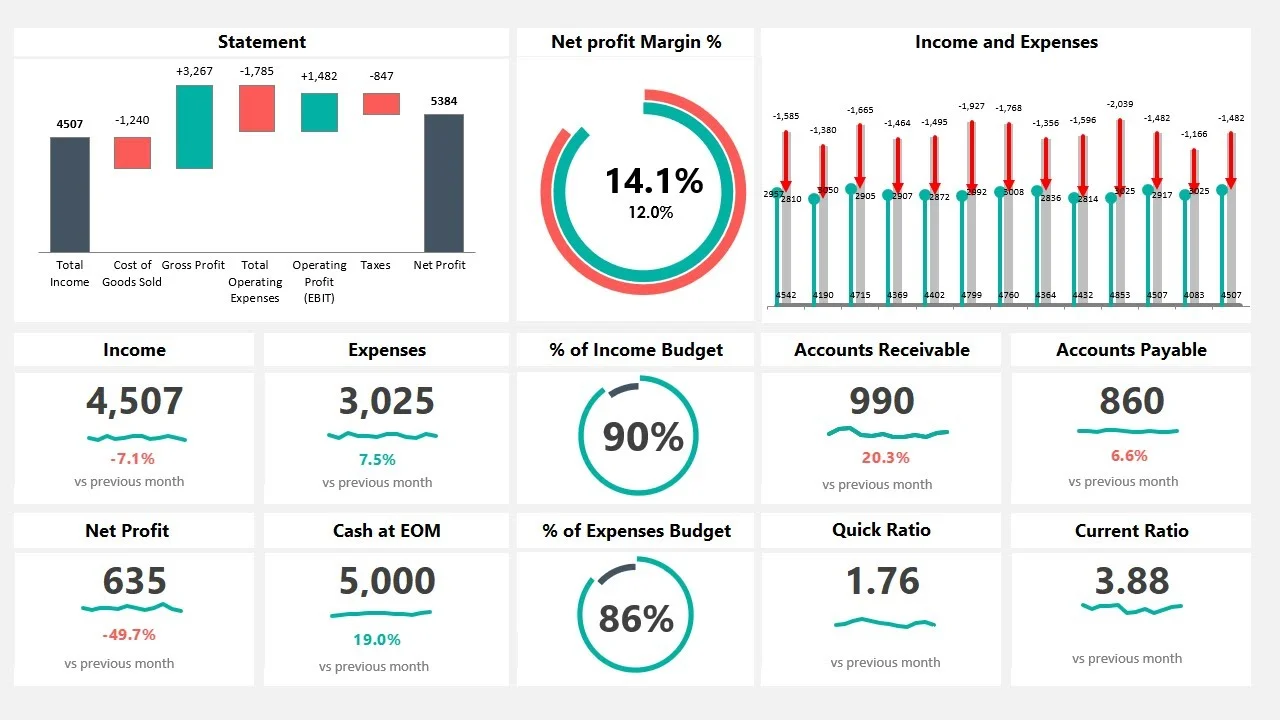 Statement
+3,267
-1,785
+1,482
-847
5384
4507
-1,240
Total Income
Cost of Goods Sold
Gross Profit
Total Operating Expenses
Operating Profit (EBIT)
Taxes
Net Profit
Net profit Margin %
14.1%
12.0%
Income and Expenses
-1,585
-1,380
-1,665
-1,464
-1,495
-1,927
-1,768
-1,356
-1,596
-2,039
-1,482
-1,166
-1,482
2957
2810
2905
2907
2872
3008
2836
2814
2917
4542
4190
4715
4369
4402
4799
4760
4364
4432
4853
4507
4083
4507
Income
4,507
-7.1%
vs previous month
Expenses
3,025
7.5%
vs previous month
% of Income Budget
90%
Accounts Receivable
990
20.3%
vs previous month
Accounts Payable
860
6.6%
vs previous month
Net Profit
635
-49.7%
vs previous month
Cash at EOM
5,000
19.0%
vs previous month
% of Expenses Budget
86%
Quick Ratio
1.76
vs previous month
Current Ratio
3.88
vs previous month